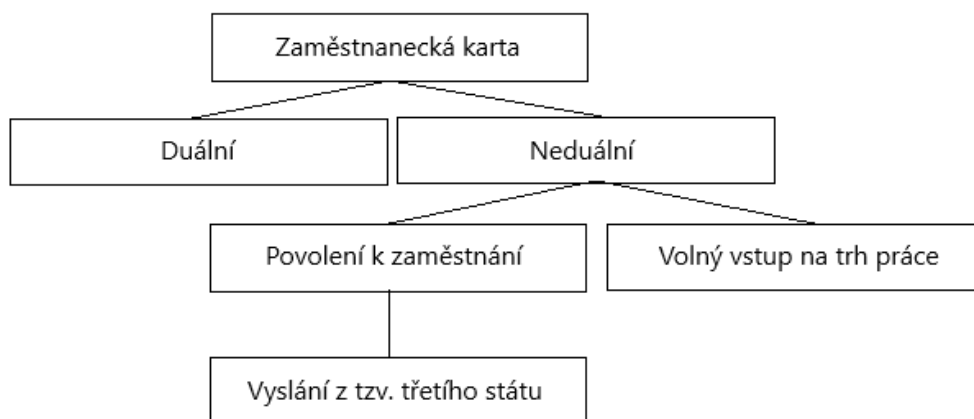 Zaměstnanecká karta
Duální
Neduální
Povolení k zaměstnání
Volný vstup na trh práce
Vyslání z tzv. třetího státu